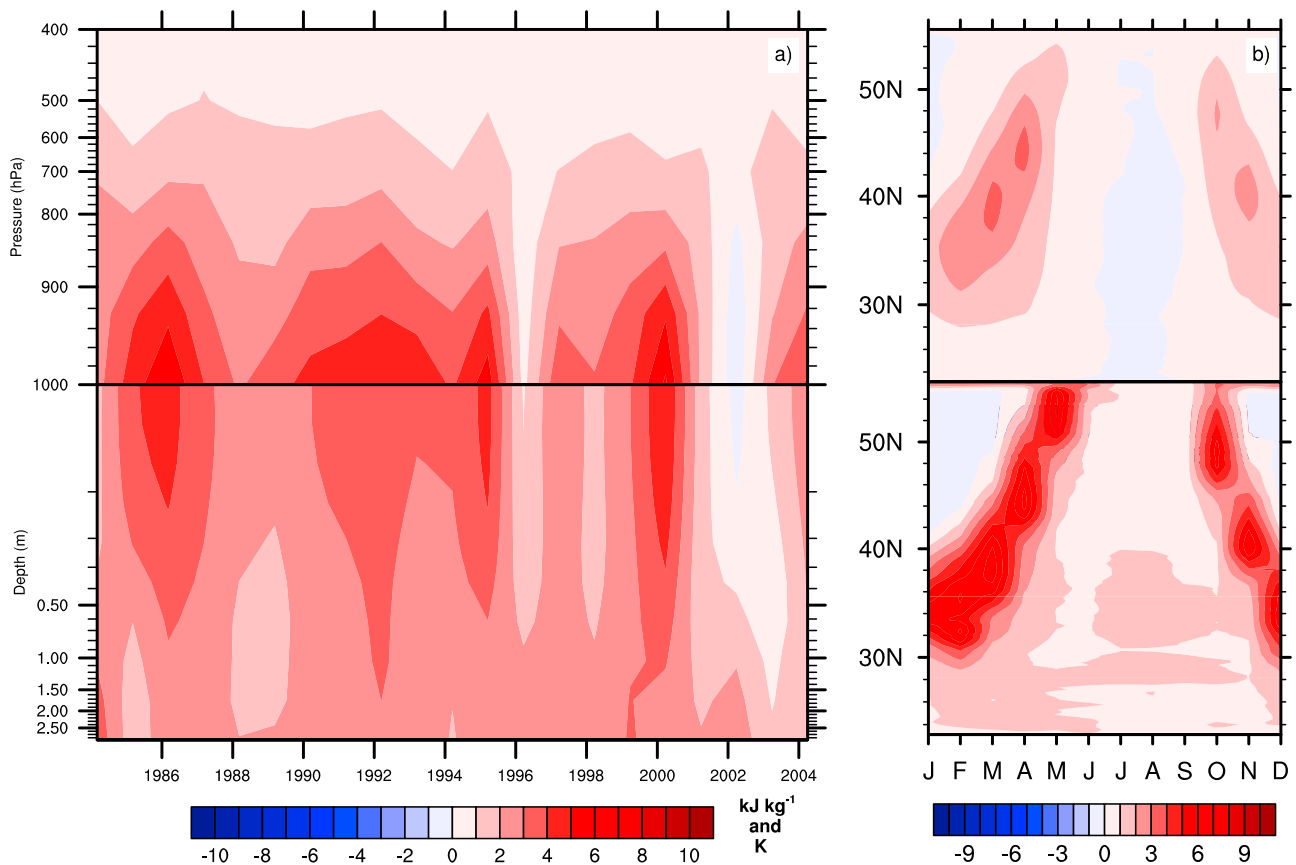 a)
400
500
600
700
800
900
1000
Pressure (hPa)
0.50
1.00
1.50
2.00
2.50
Depth (m)
1986 1988 1990 1992 1994 1996 1998 2000 2002 2004
-10 -8 -6 -4 -2 0 2 4 6 8 10
kJ kg-1
and
K
b)
50N
40N
30N
50N
40N
30N
J F M A M J J A S O N D
-9 -6 -3 0 3 6 9